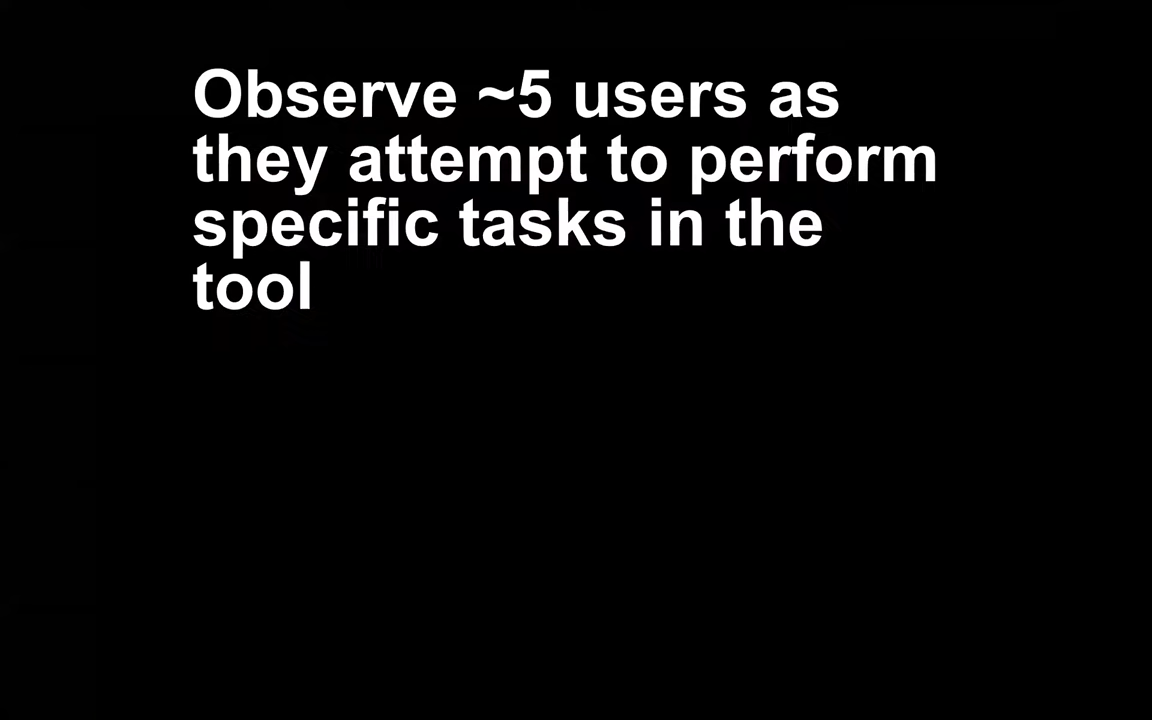 Observe ~5 users as
they attempt to perform
specific tasks in the
tool